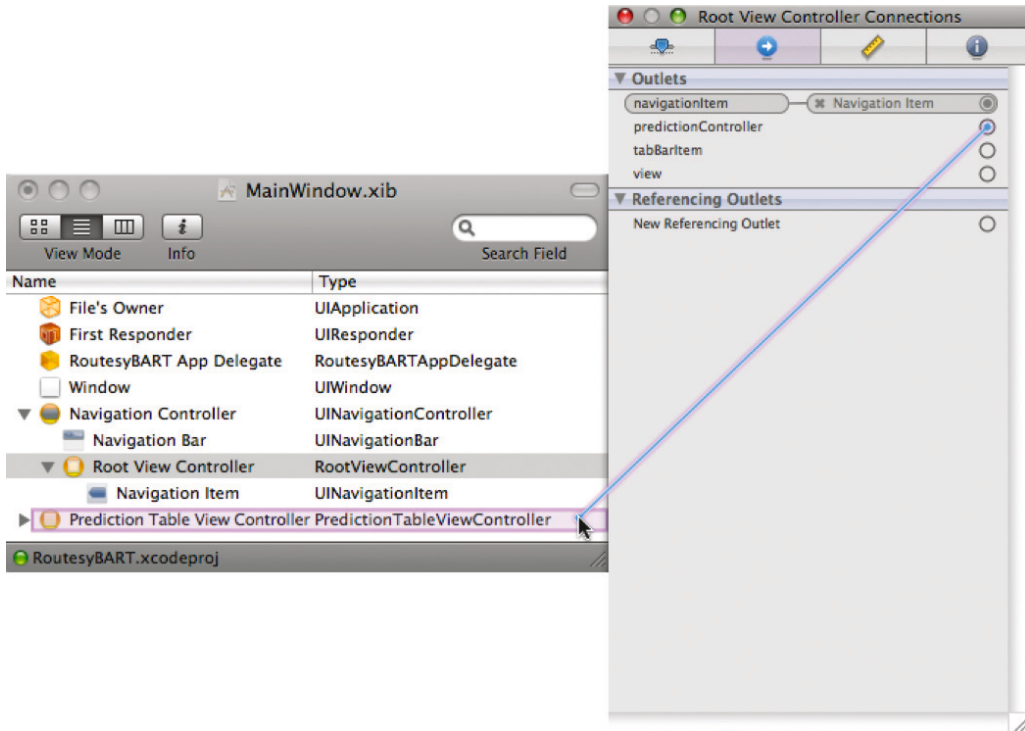 Root View Controller Connections
Outlets
navigationItem ✖ Navigation Item
predictionController
tabBarItem
view
Referencing Outlets
New Referencing Outlet
MainWindow.xib
View Mode Info Search Field
Name Type
File's Owner UIApplication
First Responder UIResponder
RoutesyBART App Delegate RoutesyBARTAppDelegate
Window UIWindow
Navigation Controller UINavigationController
Navigation Bar UINavigationBar
Root View Controller RootViewController
Navigation Item UINavigationItem
Prediction Table View Controller PredictionTableViewController
RoutesyBART.xcodeproj